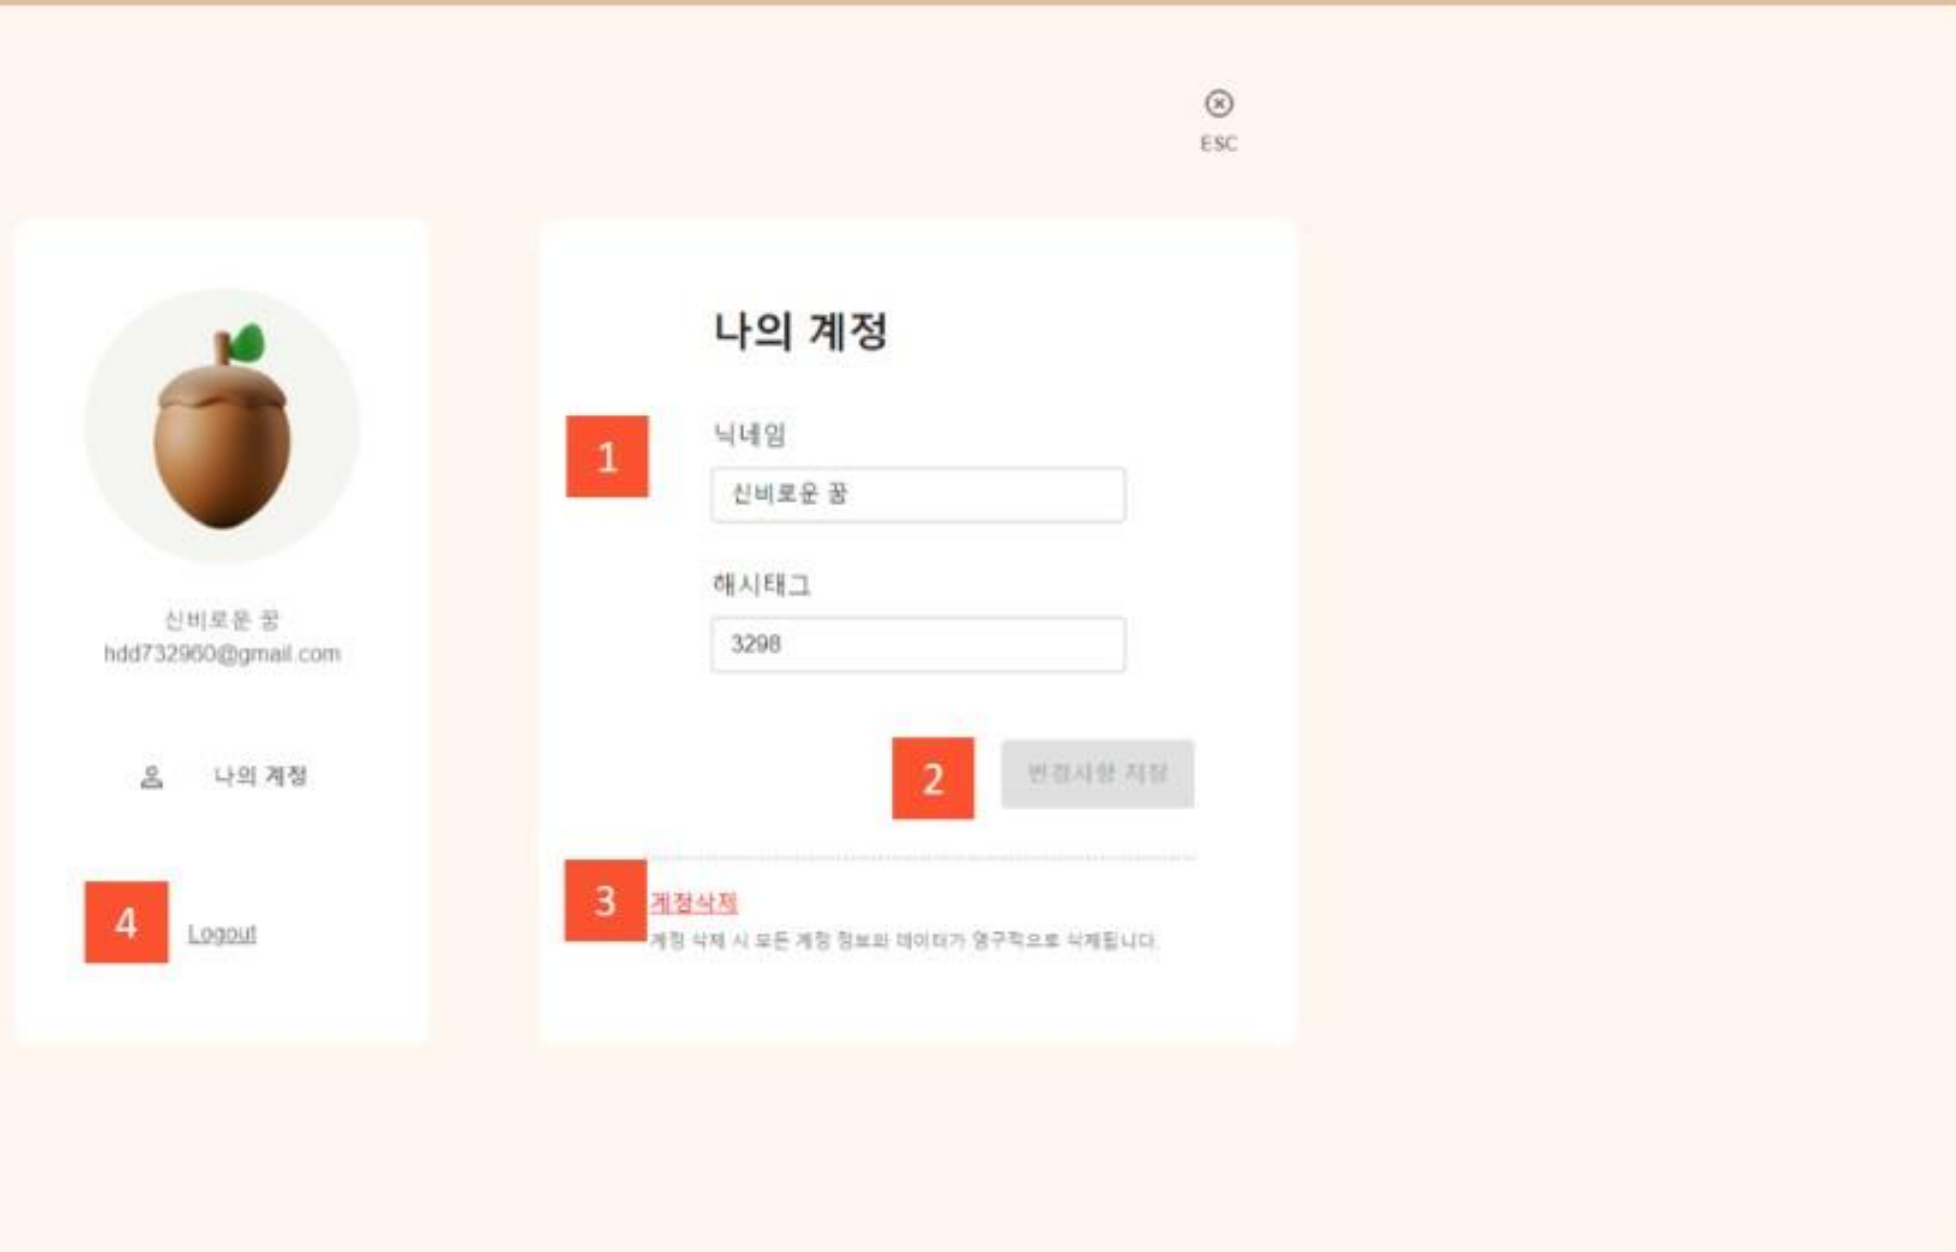 ESC
신비로운 꿈
hdd732960@gmail.com
나의 계정
4
Logout
나의 계정
1
닉네임
신비로운 꿈
해시태그
3298
2
변경사항 저장
3
계정삭제
계정 삭제 시 모든 계정 정보와 데이터가 영구적으로 삭제됩니다.